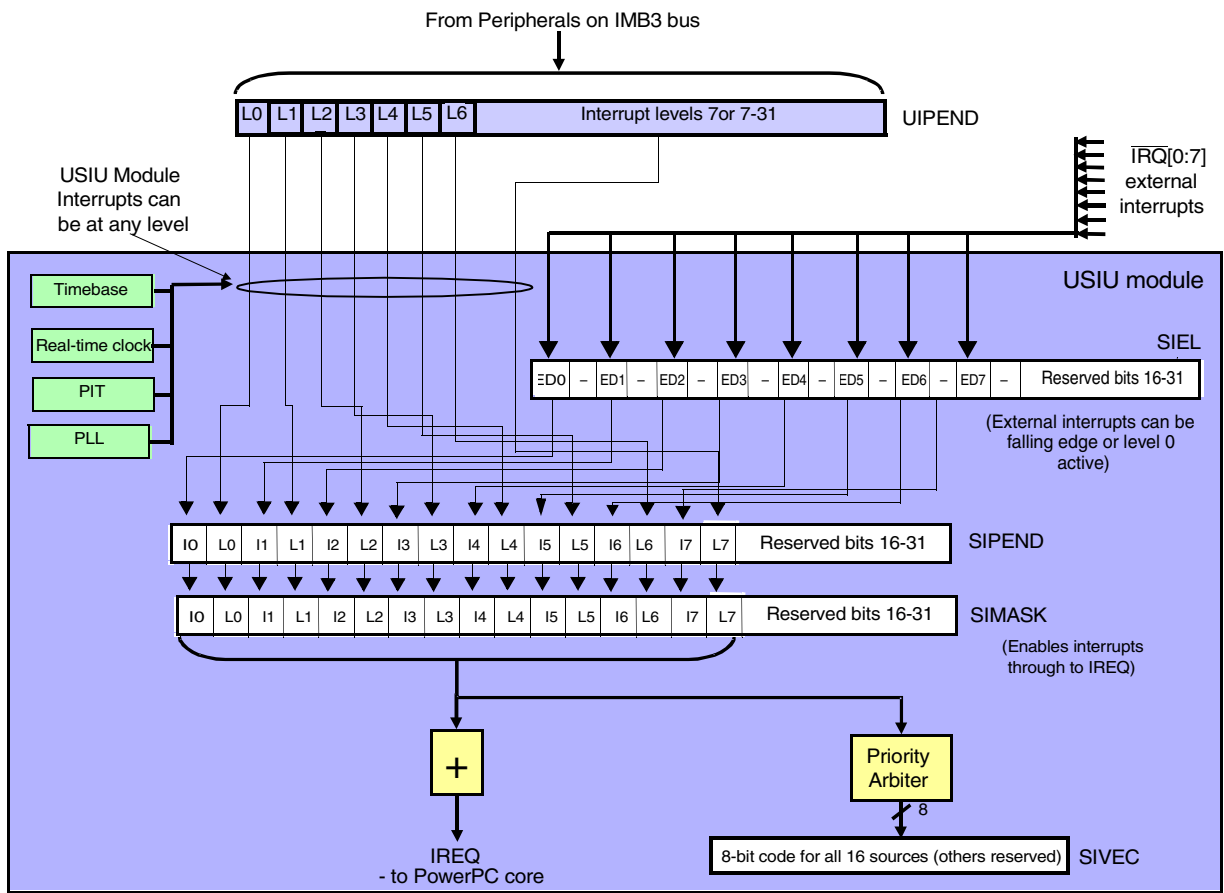 From Peripherals on IMB3 bus
L0 L1 L2 L3 L4 L5 L6 Interrupt levels 7or 7-31
UIPEND
IRQ[0:7]
external
interrupts
USIU Module
Interrupts can
be at any level
USIU module
Timebase
Real-time clock
PIT
PLL
SIEL
ED0 – ED1 – ED2 – ED3 – ED4 – ED5 – ED6 – ED7 – Reserved bits 16-31
(External interrupts can be
falling edge or level 0
active)
I0 L0 I1 L1 I2 L2 I3 L3 I4 L4 I5 L5 I6 L6 I7 L7 Reserved bits 16-31
SIPEND
I0 L0 I1 L1 I2 L2 I3 L3 I4 L4 I5 L5 I6 L6 I7 L7 Reserved bits 16-31
SIMASK
(Enables interrupts
through to IREQ)
+
Priority
Arbiter
8
IREQ
- to PowerPC core
8-bit code for all 16 sources (others reserved)
SIVEC